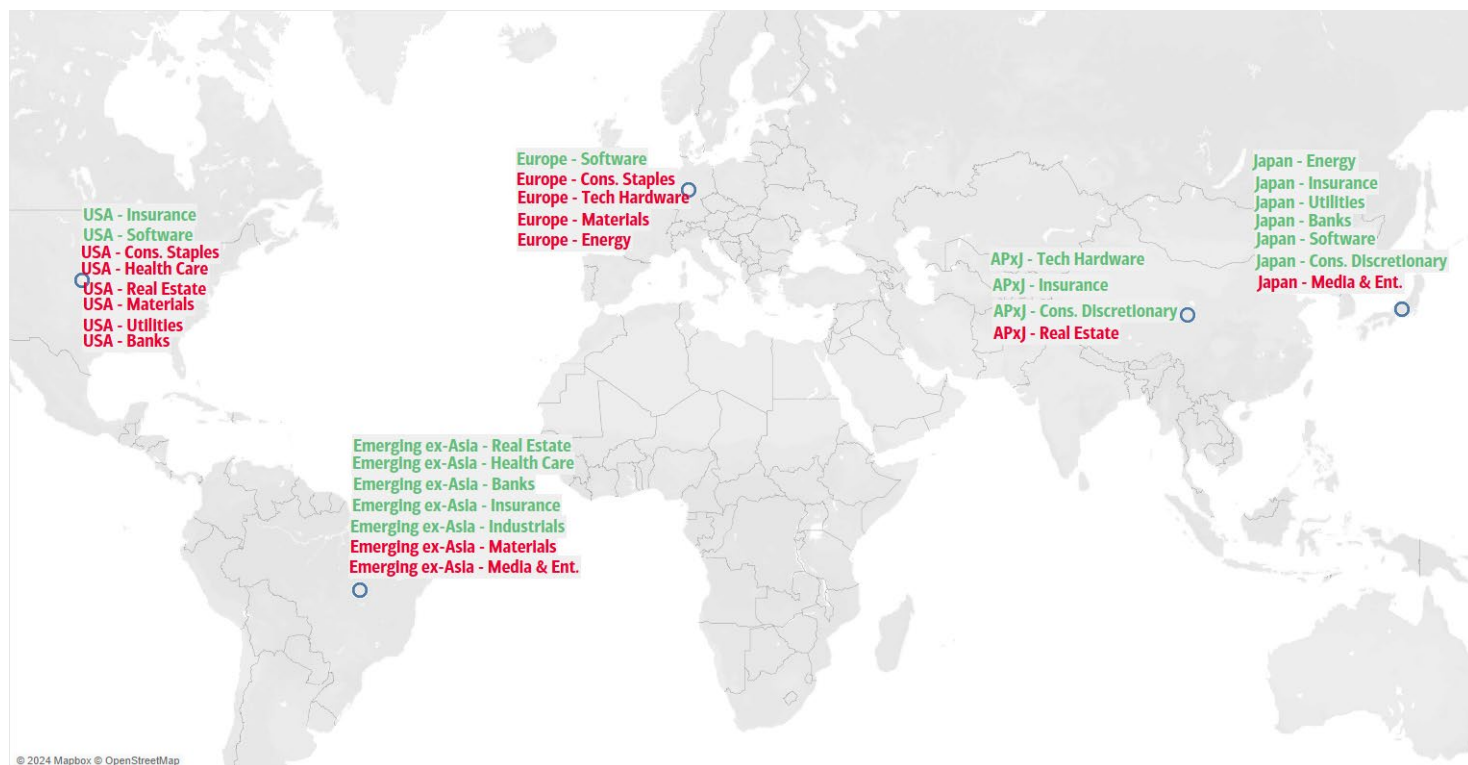 USA - Insurance
USA - Software
USA - Cons. Staples
USA - Health Care
USA - Real Estate
USA - Materials
USA - Utilities
USA - Banks
Europe - Software
Europe - Cons. Staples
Europe - Tech Hardware
Europe - Materials
Europe - Energy
Emerging ex-Asia - Real Estate
Emerging ex-Asia - Health Care
Emerging ex-Asia - Banks
Emerging ex-Asia - Insurance
Emerging ex-Asia - Industrials
Emerging ex-Asia - Materials
Emerging ex-Asia - Media & Ent.
APxJ - Tech Hardware
APxJ - Insurance
APxJ - Cons. Discretionary
APxJ - Real Estate
Japan - Energy
Japan - Insurance
Japan - Utilities
Japan - Banks
Japan - Software
Japan - Cons. Discretionary
Japan - Media & Ent.
© 2024 Mapbox © OpenStreetMap